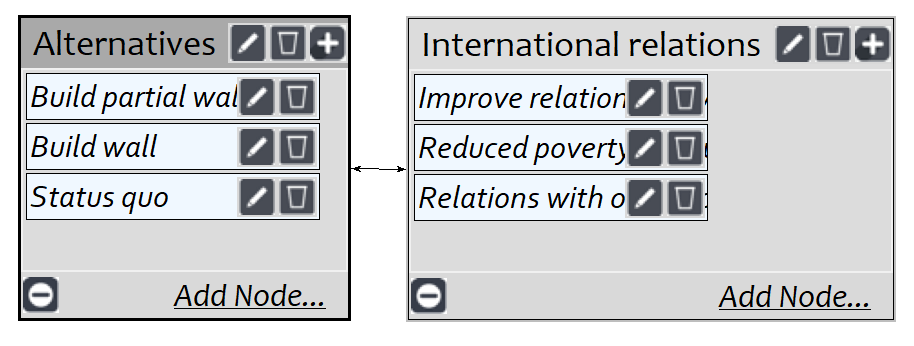 Alternatives
Build partial wal
Build wall
Status quo
Add Node...
International relations
Improve relation
Reduced poverty
Relations with o
Add Node...